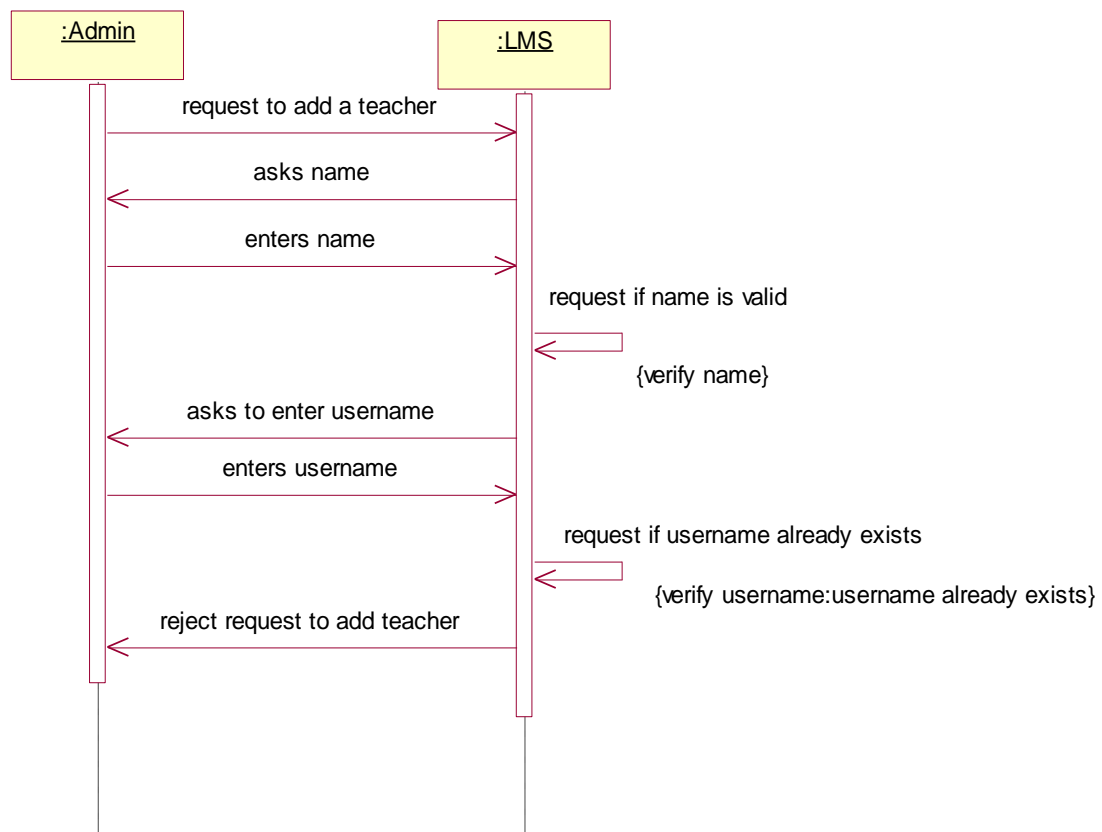 :Admin
:LMS
request to add a teacher
asks name
enters name
request if name is valid
{verify name}
asks to enter username
enters username
request if username already exists
{verify username:username already exists}
reject request to add teacher